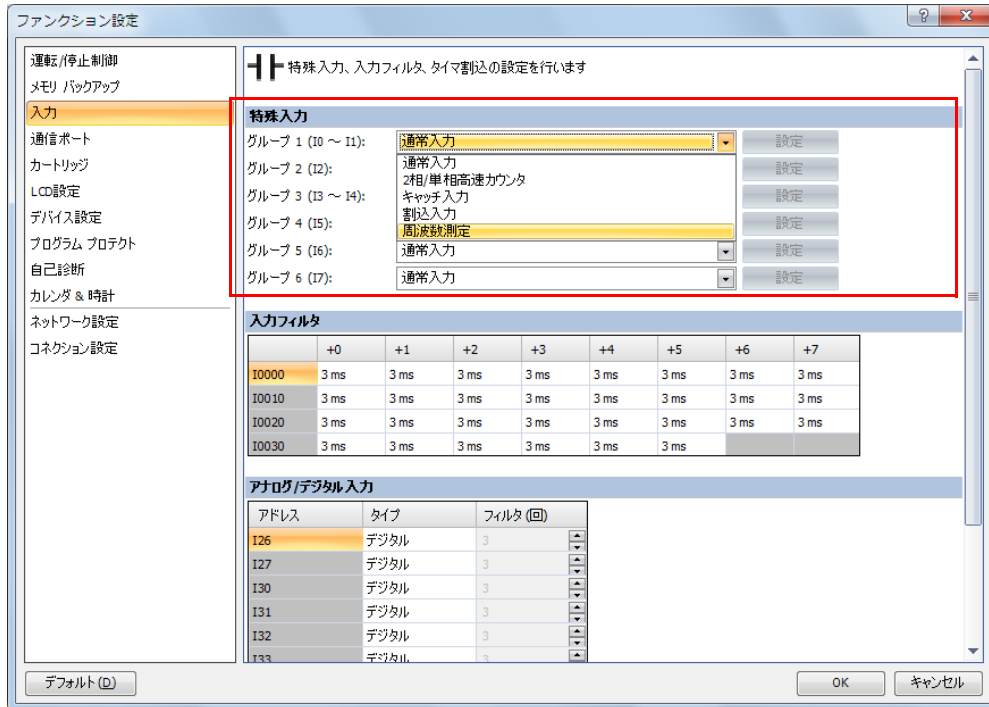 ファンクション設定
運転/停止制御
メモリ バックアップ
入力
通信ポート
カートリッジ
LCD設定
デバイス設定
プログラム プロテクト
自己診断
カレンダ & 時計
ネットワーク設定
コネクション設定
特殊入力、入力フィルタ、タイマ割込の設定を行います
特殊入力
グループ 1 (I0 ～ I1): 通常入力 設定
グループ 2 (I2): 設定
グループ 3 (I3 ～ I4): 設定
グループ 4 (I5): 設定
通常入力
2相/単相高速カウンタ
キャッチ入力
割込入力
周波数測定
グループ 5 (I6): 通常入力 設定
グループ 6 (I7): 通常入力 設定
入力フィルタ
+0 +1 +2 +3 +4 +5 +6 +7
I0000 3 ms 3 ms 3 ms 3 ms 3 ms 3 ms 3 ms 3 ms
I0010 3 ms 3 ms 3 ms 3 ms 3 ms 3 ms 3 ms 3 ms
I0020 3 ms 3 ms 3 ms 3 ms 3 ms 3 ms 3 ms 3 ms
I0030 3 ms 3 ms 3 ms 3 ms 3 ms 3 ms
アナログ/デジタル入力
アドレス タイプ フィルタ (回)
I26 デジタル 3
I27 デジタル 3
I30 デジタル 3
I31 デジタル 3
I32 デジタル 3
I33 デジタル 3
デフォルト(D) OK キャンセル